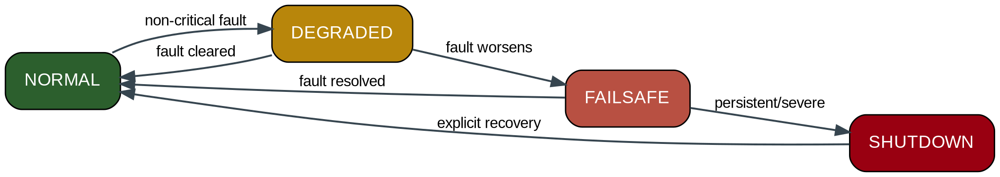 non-critical fault
DEGRADED
fault cleared
fault worsens
NORMAL
fault resolved
FAILSAFE
persistent/severe
explicit recovery
SHUTDOWN